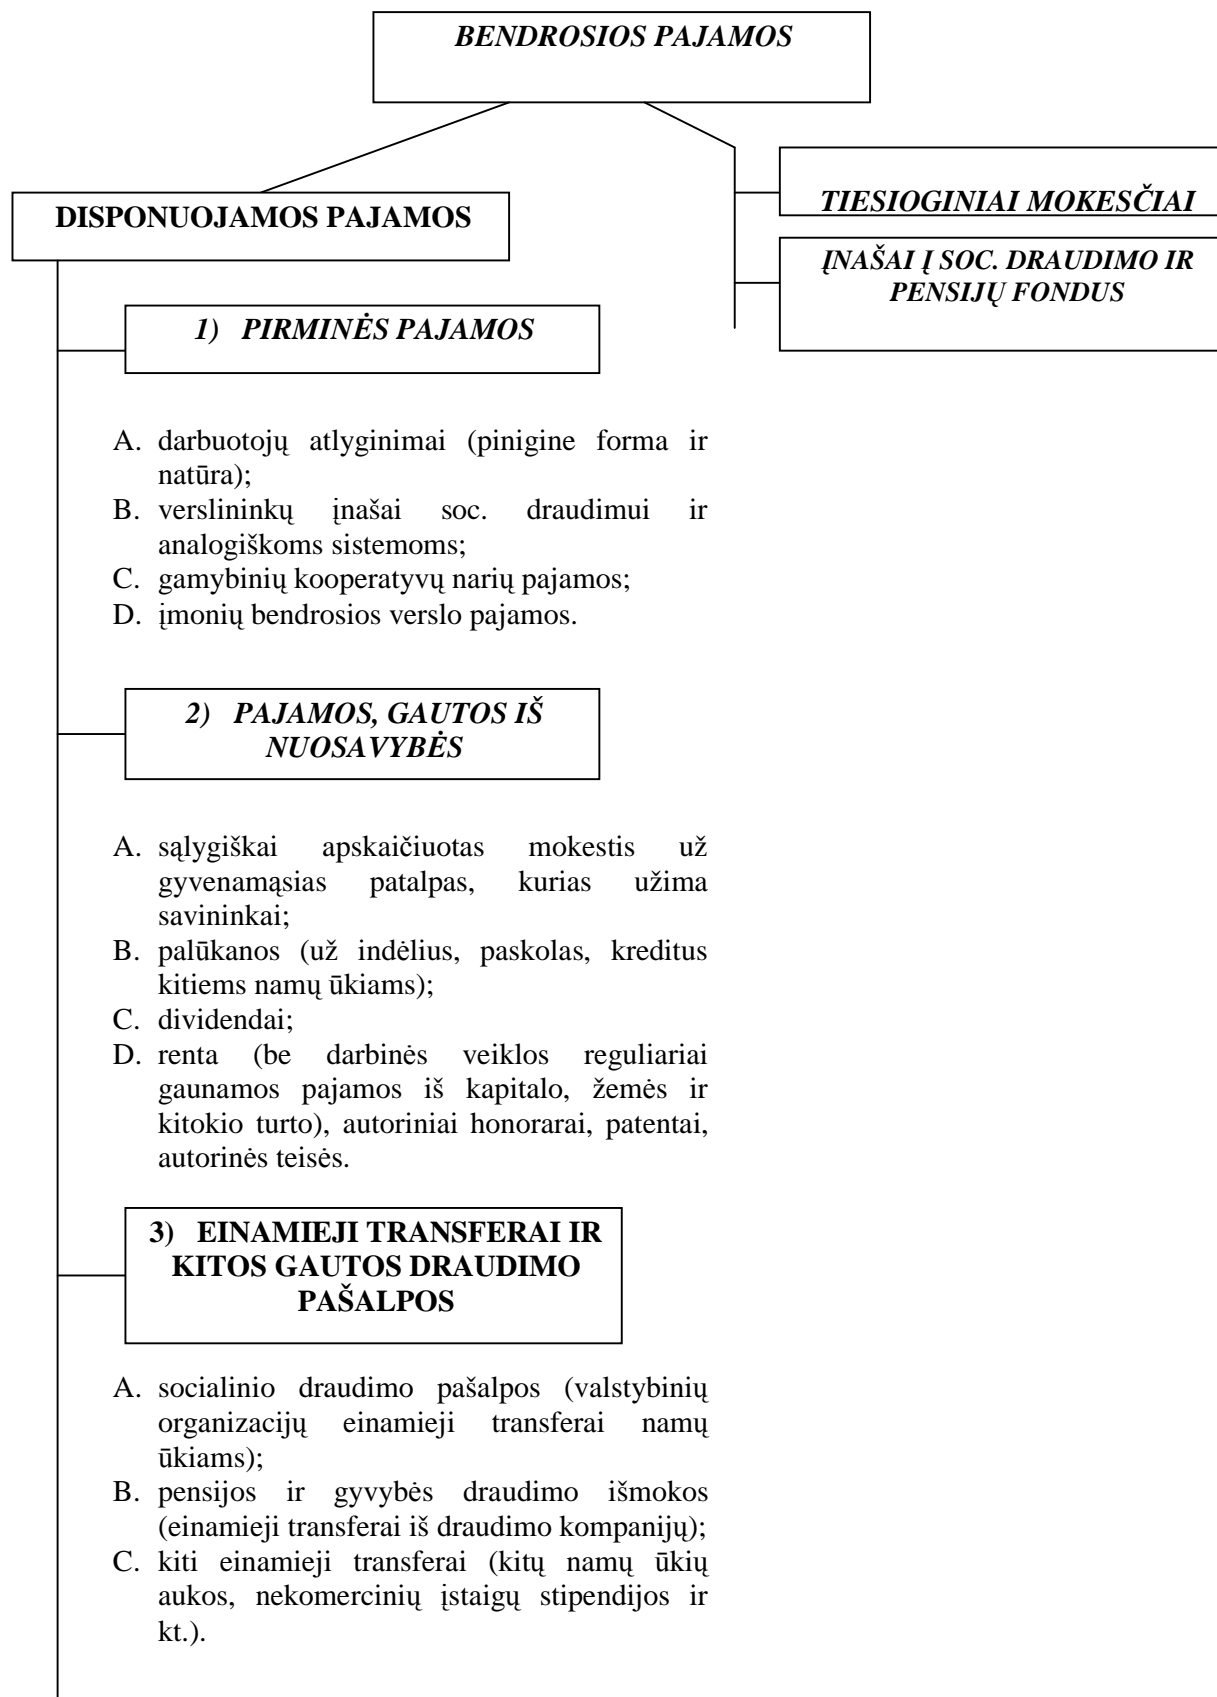 BENDROSIOS PAJAMOS
DISPONUOJAMOS PAJAMOS
TIESIOGINIAI MOKESČIAI
ĮNAŠAI Į SOC. DRAUDIMO IR
PENSIJŲ FONDUS
1) PIRMINĖS PAJAMOS
A. darbuotojų atlyginimai (pinigine forma ir
natūra);
B. verslininkų įnašai soc. draudimui ir
analogiškoms sistemoms;
C. gamybinių kooperatyvų narių pajamos;
D. įmonių bendrosios verslo pajamos.
2) PAJAMOS, GAUTOS IŠ
NUOSAVYBĖS
A. sąlygiškai apskaičiuotas mokestis už
gyvenamąsias patalpas, kurias užima
savininkai;
B. palūkanos (už indėlius, paskolas, kreditus
kitiems namų ūkiams);
C. dividendai;
D. renta (be darbinės veiklos reguliariai
gaunamos pajamos iš kapitalo, žemės ir
kitokio turto), autoriniai honorarai, patentai,
autorinės teisės.
3) EINAMIEJI TRANSFERAI IR
KITOS GAUTOS DRAUDIMO
PAŠALPOS
A. socialinio draudimo pašalpos (valstybinių
organizacijų einamieji transferai namų
ūkiams);
B. pensijos ir gyvybės draudimo išmokos
(einamieji transferai iš draudimo kompanijų);
C. kiti einamieji transferai (kitų namų ūkių
aukos, nekomercinių įstaigų stipendijos ir
kt.).